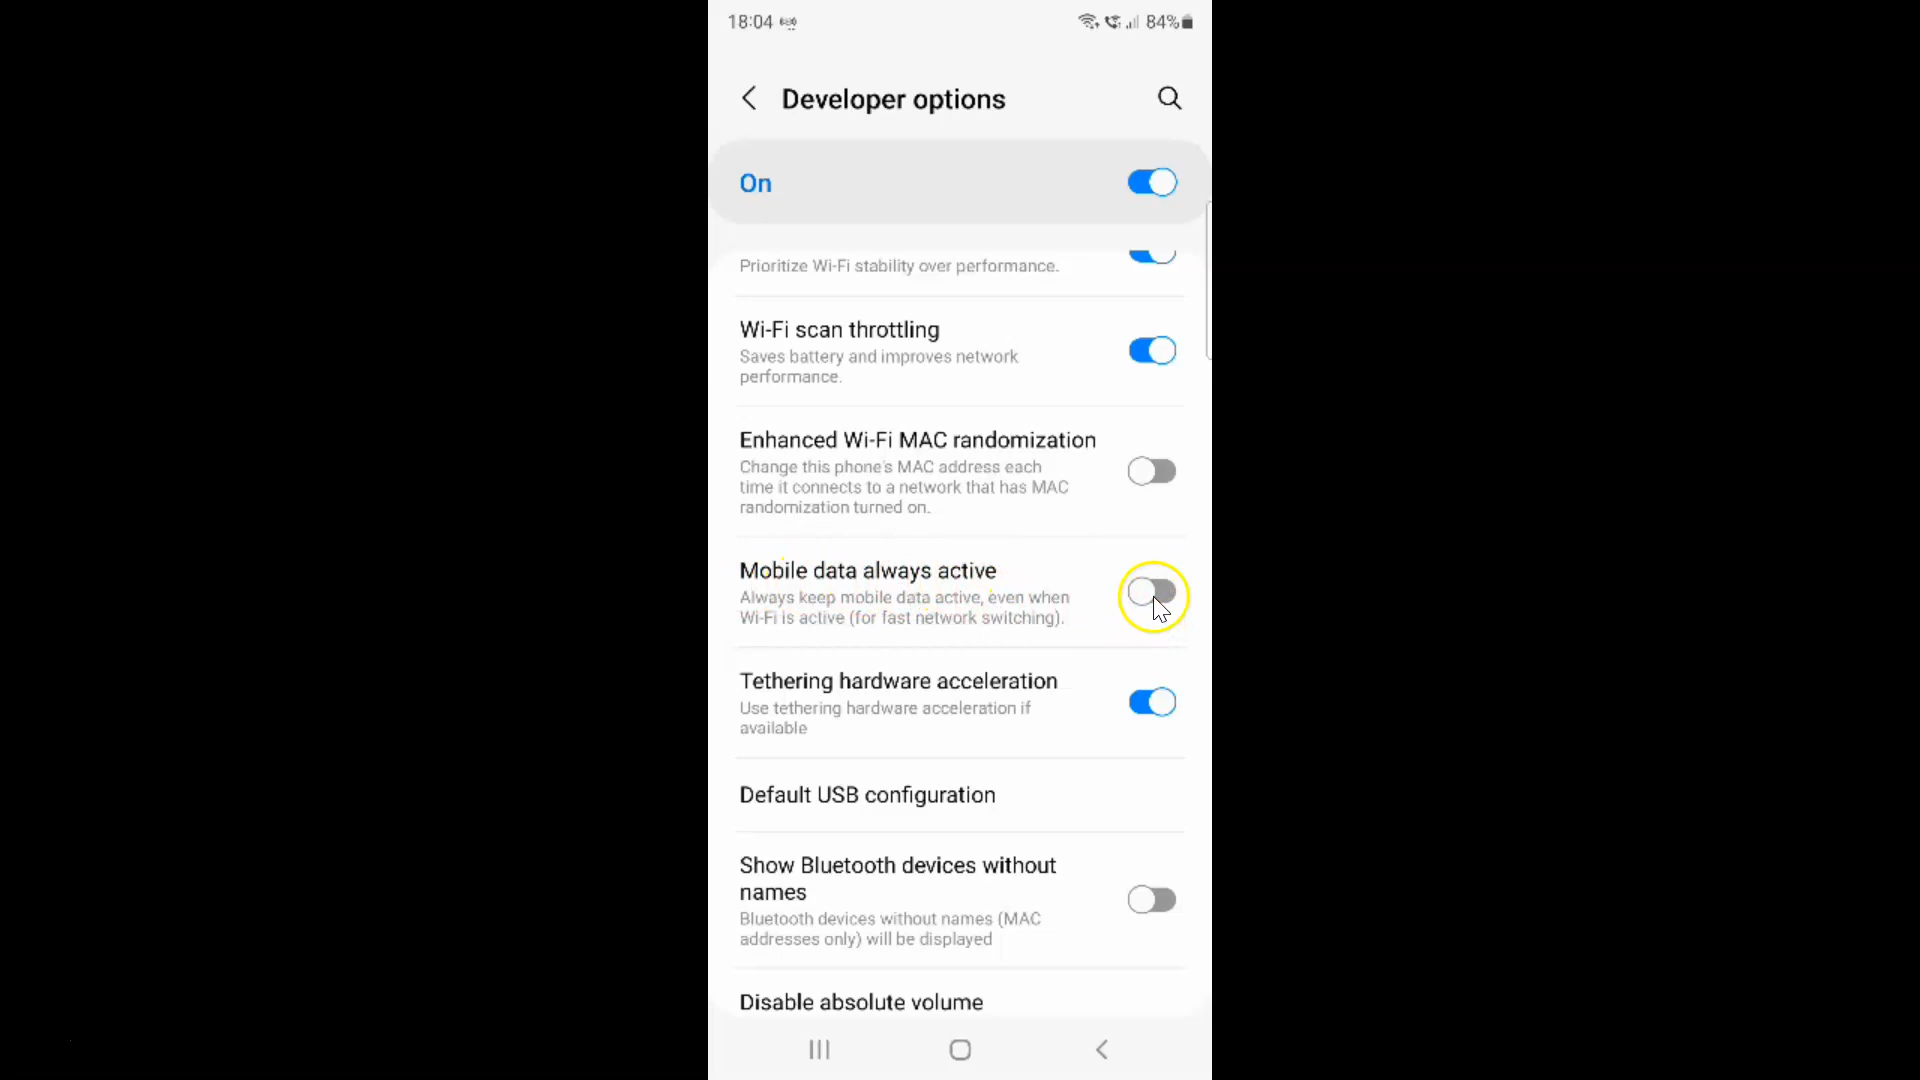 18:04
84%
Developer options
On
Prioritize Wi-Fi stability over performance.
Wi-Fi scan throttling
Saves battery and improves network
performance.
Enhanced Wi-Fi MAC randomization
Change this phone's MAC address each
time it connects to a network that has MAC
randomization turned on.
Mobile data always active
Always keep mobile data active, even when
Wi-Fi is active (for fast network switching).
Tethering hardware acceleration
Use tethering hardware acceleration if
available
Default USB configuration
Show Bluetooth devices without
names
Bluetooth devices without names (MAC
addresses only) will be displayed
Disable absolute volume